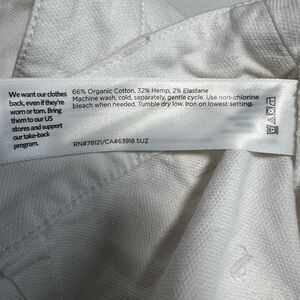 We want our clothes
back, even if they're
worn or torn. Bring
them to our US
stores and support
our take-back
program.
66% Organic Cotton, 32% Hemp, 2% Elastane
Machine wash, cold, separately, gentle cycle. Use non-chlorine
bleach when needed. Tumble dry low. Iron on lowest setting.
RN#78121/CA#63918 SUZ